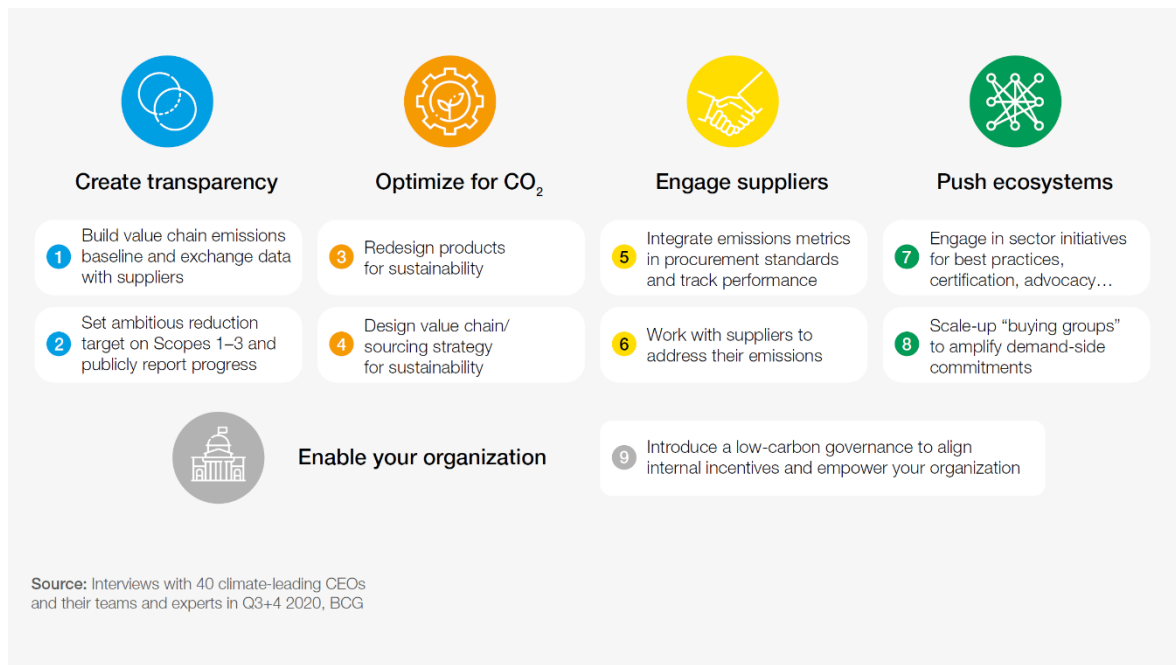 Create transparency
Optimize for CO₂
Engage suppliers
Push ecosystems
1
Build value chain emissions
baseline and exchange data
with suppliers
3
Redesign products
for sustainability
5
Integrate emissions metrics
in procurement standards
and track performance
7
Engage in sector initiatives
for best practices,
certification, advocacy…
2
Set ambitious reduction
target on Scopes 1–3 and
publicly report progress
4
Design value chain/
sourcing strategy
for sustainability
6
Work with suppliers to
address their emissions
8
Scale-up “buying groups”
to amplify demand-side
commitments
Enable your organization
9
Introduce a low-carbon governance to align
internal incentives and empower your organization
Source: Interviews with 40 climate-leading CEOs
and their teams and experts in Q3+4 2020, BCG